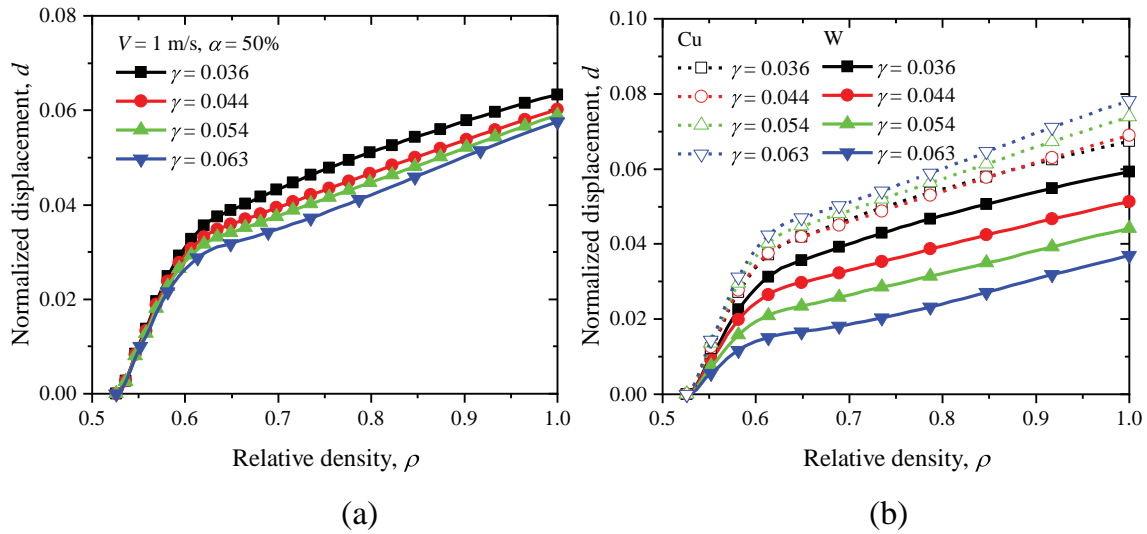 0.08
0.06
0.04
0.02
0.00
Normalized displacement, d
V = 1 m/s, α = 50%
γ = 0.036
γ = 0.044
γ = 0.054
γ = 0.063
0.5 0.6 0.7 0.8 0.9 1.0
Relative density, ρ
(a)
0.10
0.08
0.06
0.04
0.02
0.00
Normalized displacement, d
Cu W
γ = 0.036 γ = 0.036
γ = 0.044 γ = 0.044
γ = 0.054 γ = 0.054
γ = 0.063 γ = 0.063
0.5 0.6 0.7 0.8 0.9 1.0
Relative density, ρ
(b)